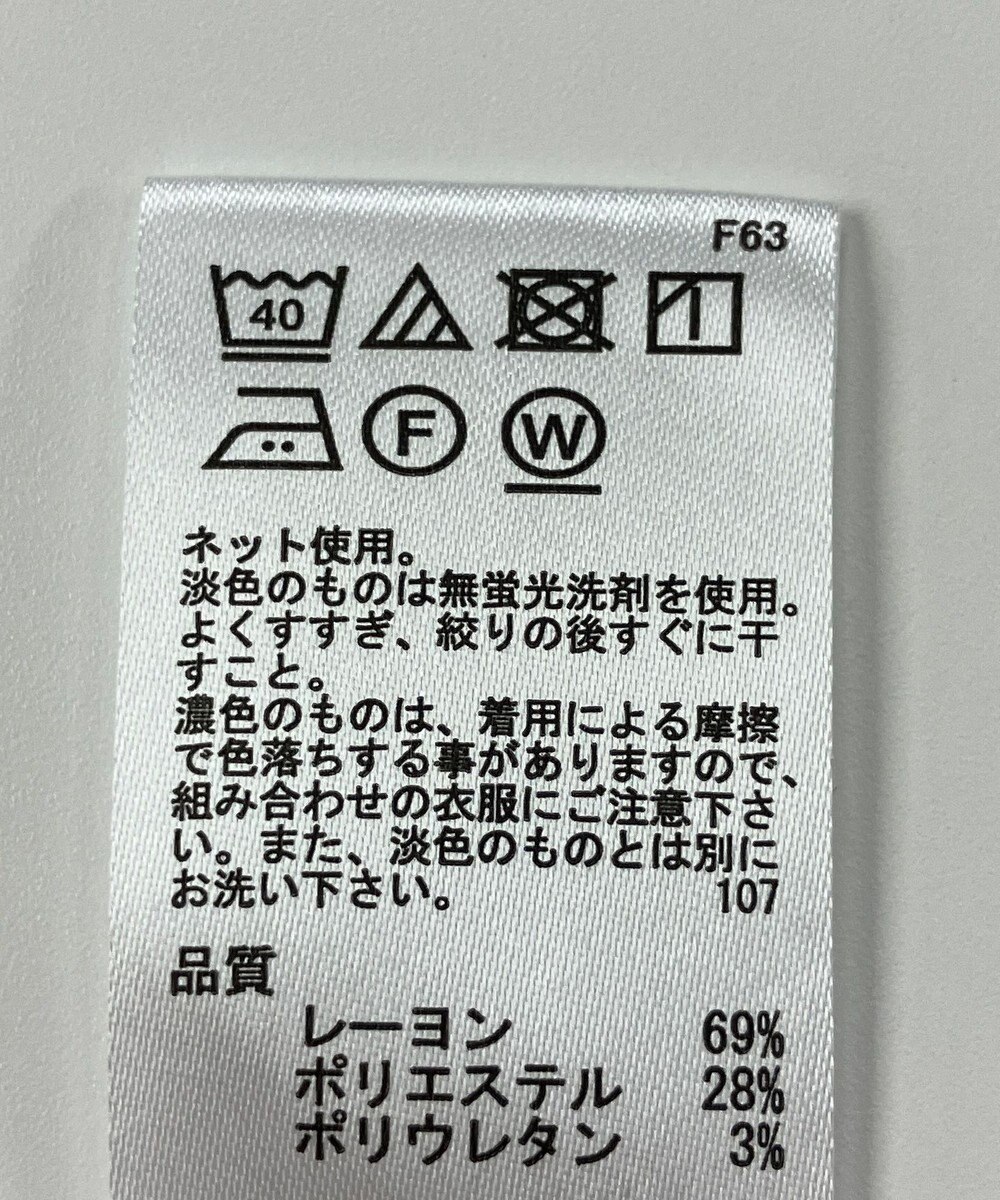 F63
40
F W
ネット使用。
淡色のものは無蛍光洗剤を使用。
よくすすぎ、絞りの後すぐに干
すこと。
濃色のものは、着用による摩擦
で色落ちする事がありますので、
組み合わせの衣服にご注意下さ
い。また、淡色のものとは別に
お洗い下さい。 107
品質
レーヨン 69%
ポリエステル 28%
ポリウレタン 3%